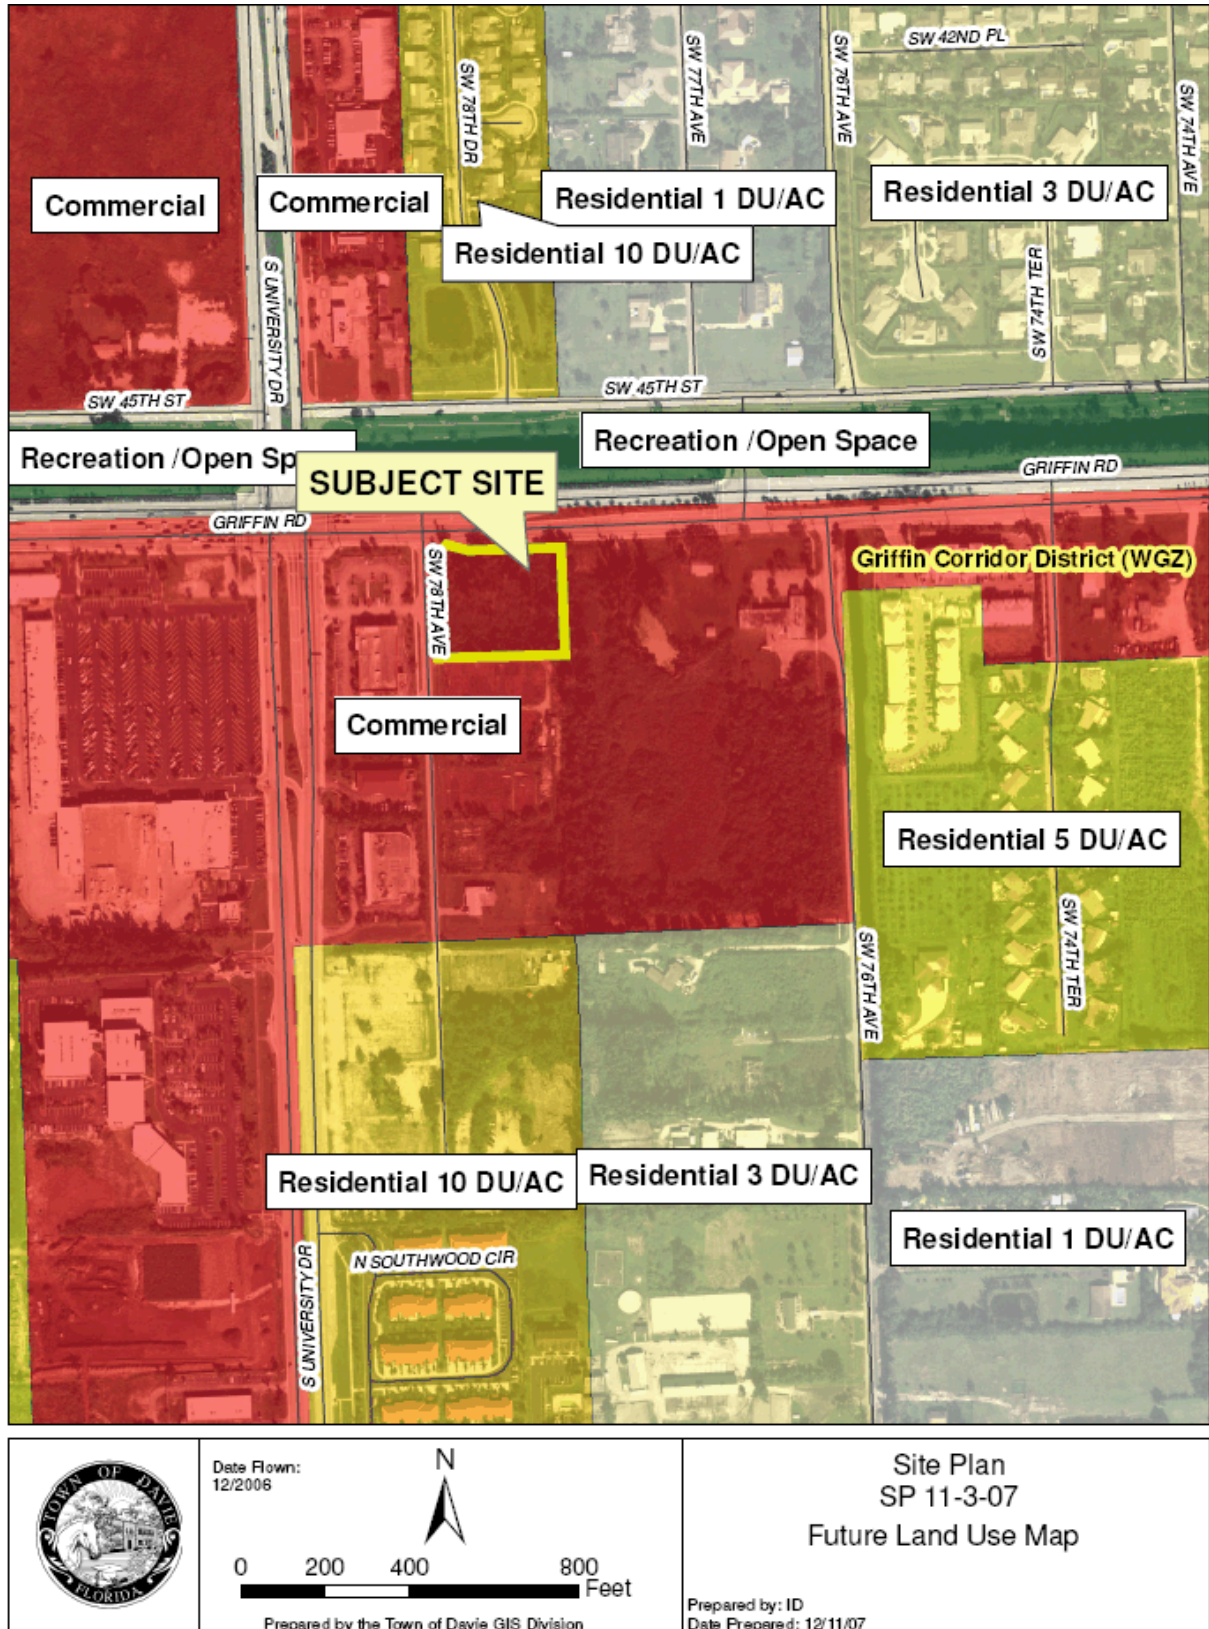 SW 42ND PL
SW 78TH DR
SW 77TH AVE
SW 76TH AVE
SW 74TH AVE
Commercial
Commercial
Residential 1 DU/AC
Residential 3 DU/AC
Residential 10 DU/AC
S UNIVERSITY DR
SW 74TH TER
SW 45TH ST
SW 45TH ST
Recreation /Open Sp
Recreation /Open Space
SUBJECT SITE
GRIFFIN RD
GRIFFIN RD
SW 78TH AVE
Griffin Corridor District (WGZ)
Commercial
Residential 5 DU/AC
SW 74TH TER
SW 76TH AVE
Residential 10 DU/AC
Residential 3 DU/AC
Residential 1 DU/AC
S UNIVERSITY DR
N SOUTHWOOD CIR
TOWN OF DAVIE
FLORIDA
Date Flown:
12/2006
N
0 200 400 800
Feet
Prepared by the Town of Davie GIS Division
Site Plan
SP 11-3-07
Future Land Use Map
Prepared by: ID
Date Prepared: 12/11/07